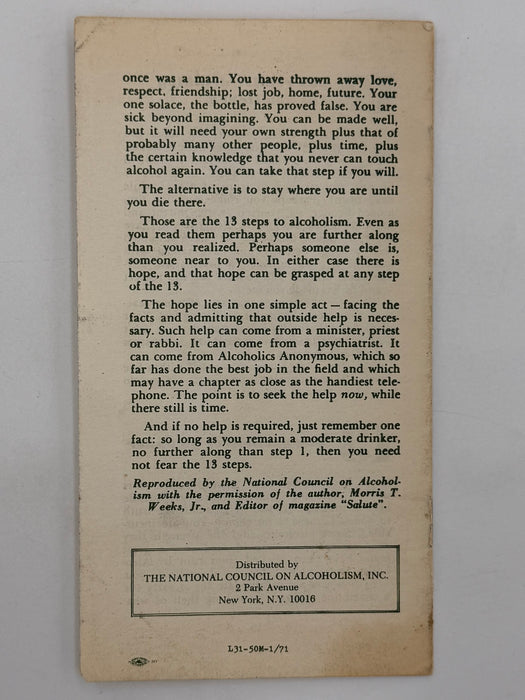 once was a man. You have thrown away love,
respect, friendship; lost job, home, future. Your
one solace, the bottle, has proved false. You are
sick beyond imagining. You can be made well,
but it will need your own strength plus that of
probably many other people, plus time, plus
the certain knowledge that you never can touch
alcohol again. You can take that step if you will.
The alternative is to stay where you are until
you die there.
Those are the 13 steps to alcoholism. Even as
you read them perhaps you are further along
than you realized. Perhaps someone else is,
someone near to you. In either case there is
hope, and that hope can be grasped at any step
of the 13.
The hope lies in one simple act — facing the
facts and admitting that outside help is neces-
sary. Such help can come from a minister, priest
or rabbi. It can come from a psychiatrist. It
can come from Alcoholics Anonymous, which so
far has done the best job in the field and which
may have a chapter as close as the handiest tele-
phone. The point is to seek the help now, while
there still is time.
And if no help is required, just remember one
fact: so long as you remain a moderate drinker,
no further along than step 1, then you need
not fear the 13 steps.
Reproduced by the National Council on Alcohol-
ism with the permission of the author, Morris T.
Weeks, Jr., and Editor of magazine "Salute".
Distributed by
THE NATIONAL COUNCIL ON ALCOHOLISM, INC.
2 Park Avenue
New York, N.Y. 10016
L31-50M-1/71